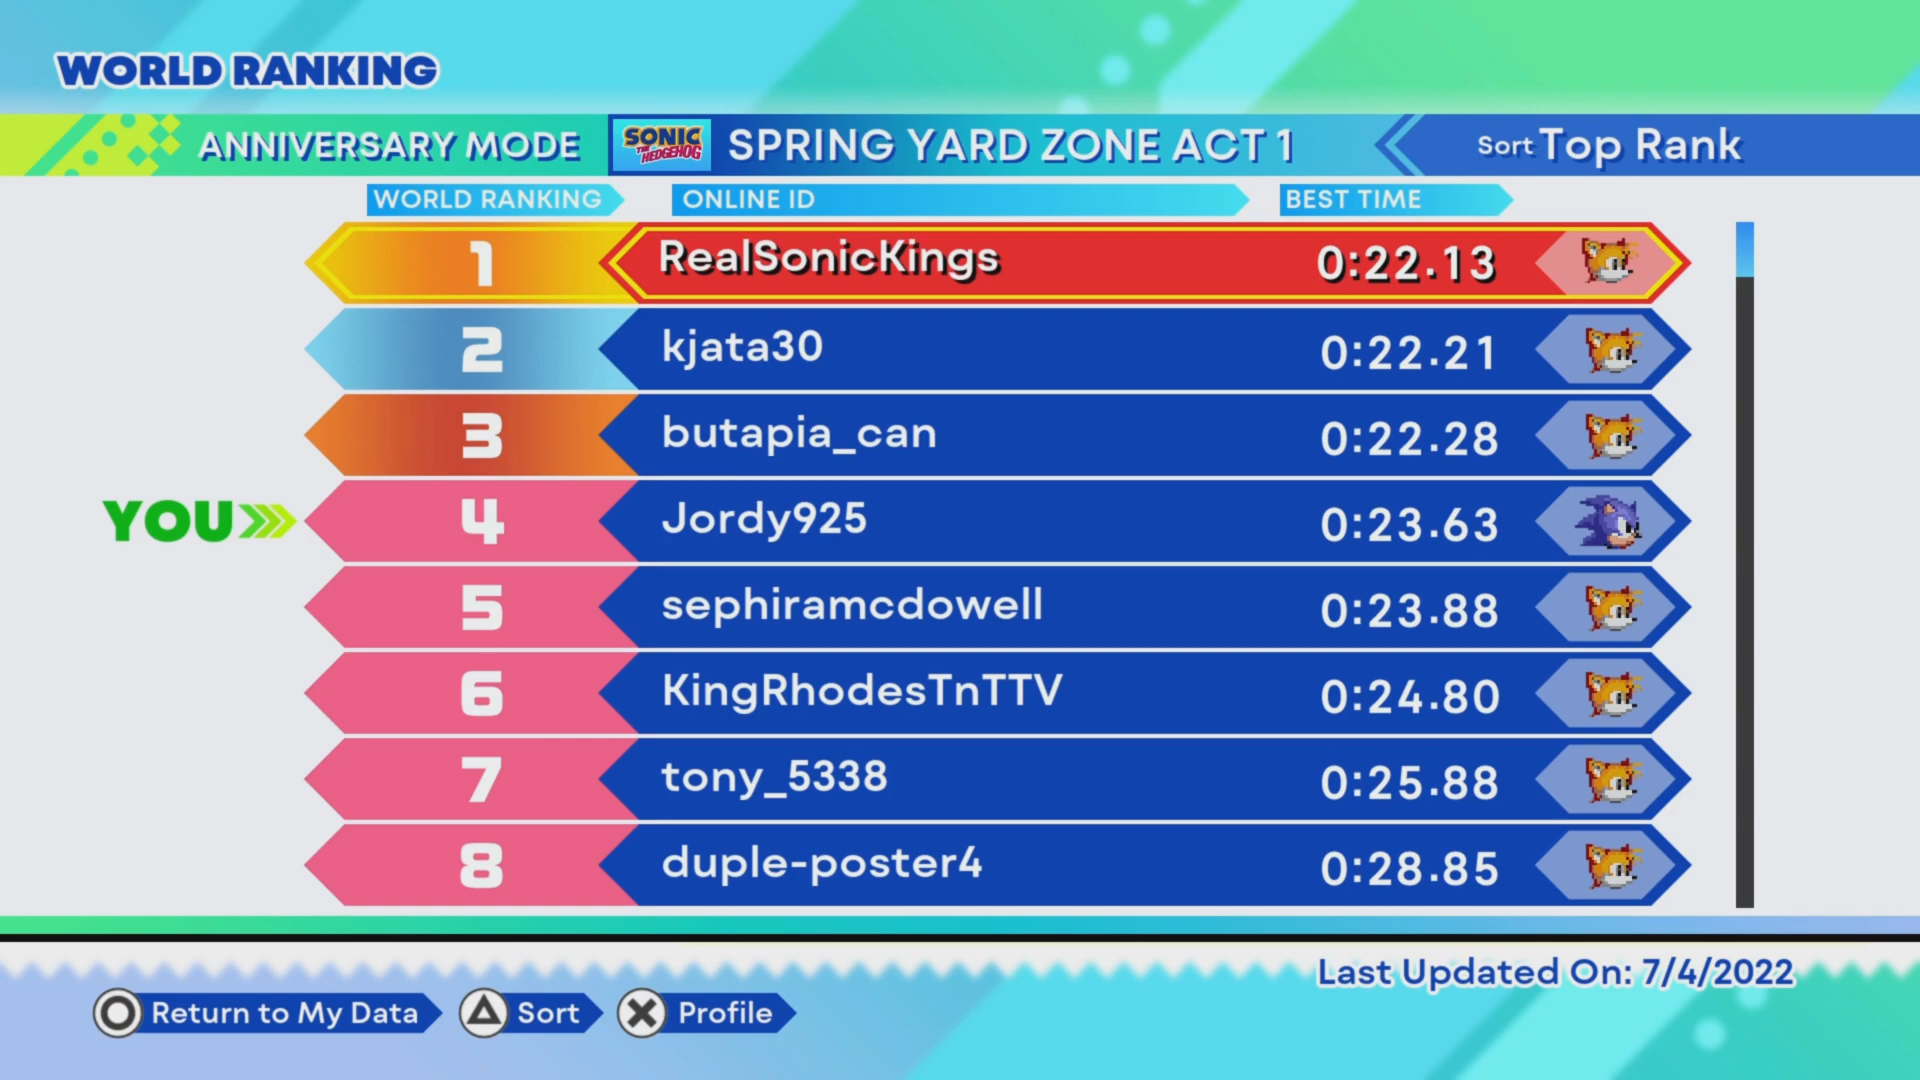 WORLD RANKING
ANNIVERSARY MODE SONIC THE HEDGEHOG SPRING YARD ZONE ACT 1 Sort Top Rank
WORLD RANKING ONLINE ID BEST TIME
1 RealSonicKings 0:22.13
2 kjata30 0:22.21
3 butapia_can 0:22.28
YOU 4 Jordy925 0:23.63
5 sephiramcdowell 0:23.88
6 KingRhodesTnTTV 0:24.80
7 tony_5338 0:25.88
8 duple-poster4 0:28.85
Last Updated On: 7/4/2022
Return to My Data Sort Profile